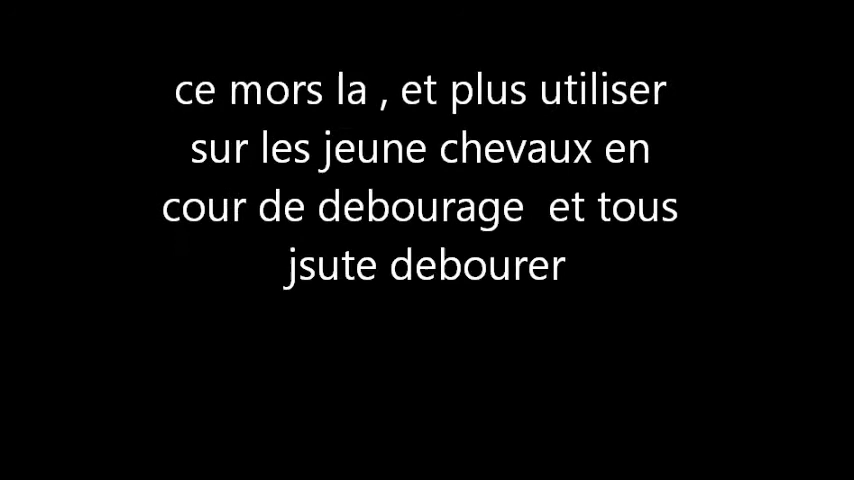 ce mors la , et plus utiliser
sur les jeune chevaux en
cour de debourage  et tous
jsute debourer